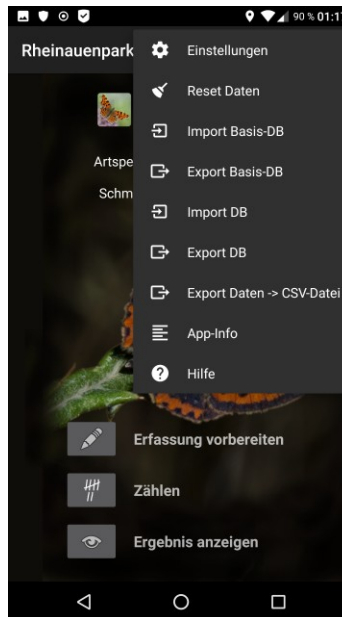 90 % 01:1
Rheinauenpark
Einstellungen
Reset Daten
Import Basis-DB
Artspe
Export Basis-DB
Schm
Import DB
Export DB
Export Daten -> CSV-Datei
App-Info
Hilfe
Erfassung vorbereiten
Zählen
Ergebnis anzeigen